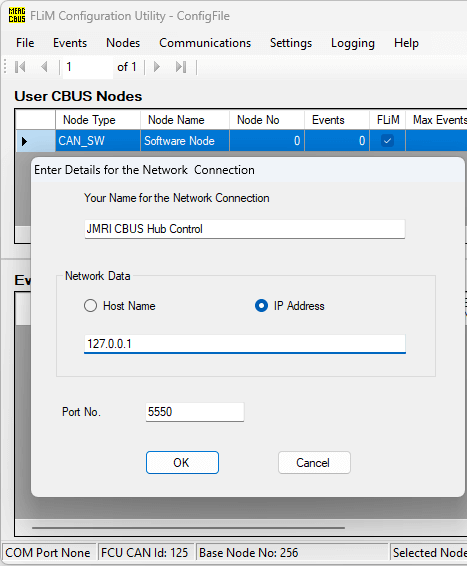 MERG
CBUS
FLiM Configuration Utility - ConfigFile
File Events Nodes Communications Settings Logging Help
1 of 1
User CBUS Nodes
Node Type Node Name Node No Events FLiM Max Events
CAN_SW Software Node 0 0
Enter Details for the Network Connection
Your Name for the Network Connection
JMRI CBUS Hub Control
Network Data
Host Name IP Address
127.0.0.1
Port No. 5550
OK Cancel
Ev
COM Port None FCU CAN Id: 125 Base Node No: 256 Selected Node